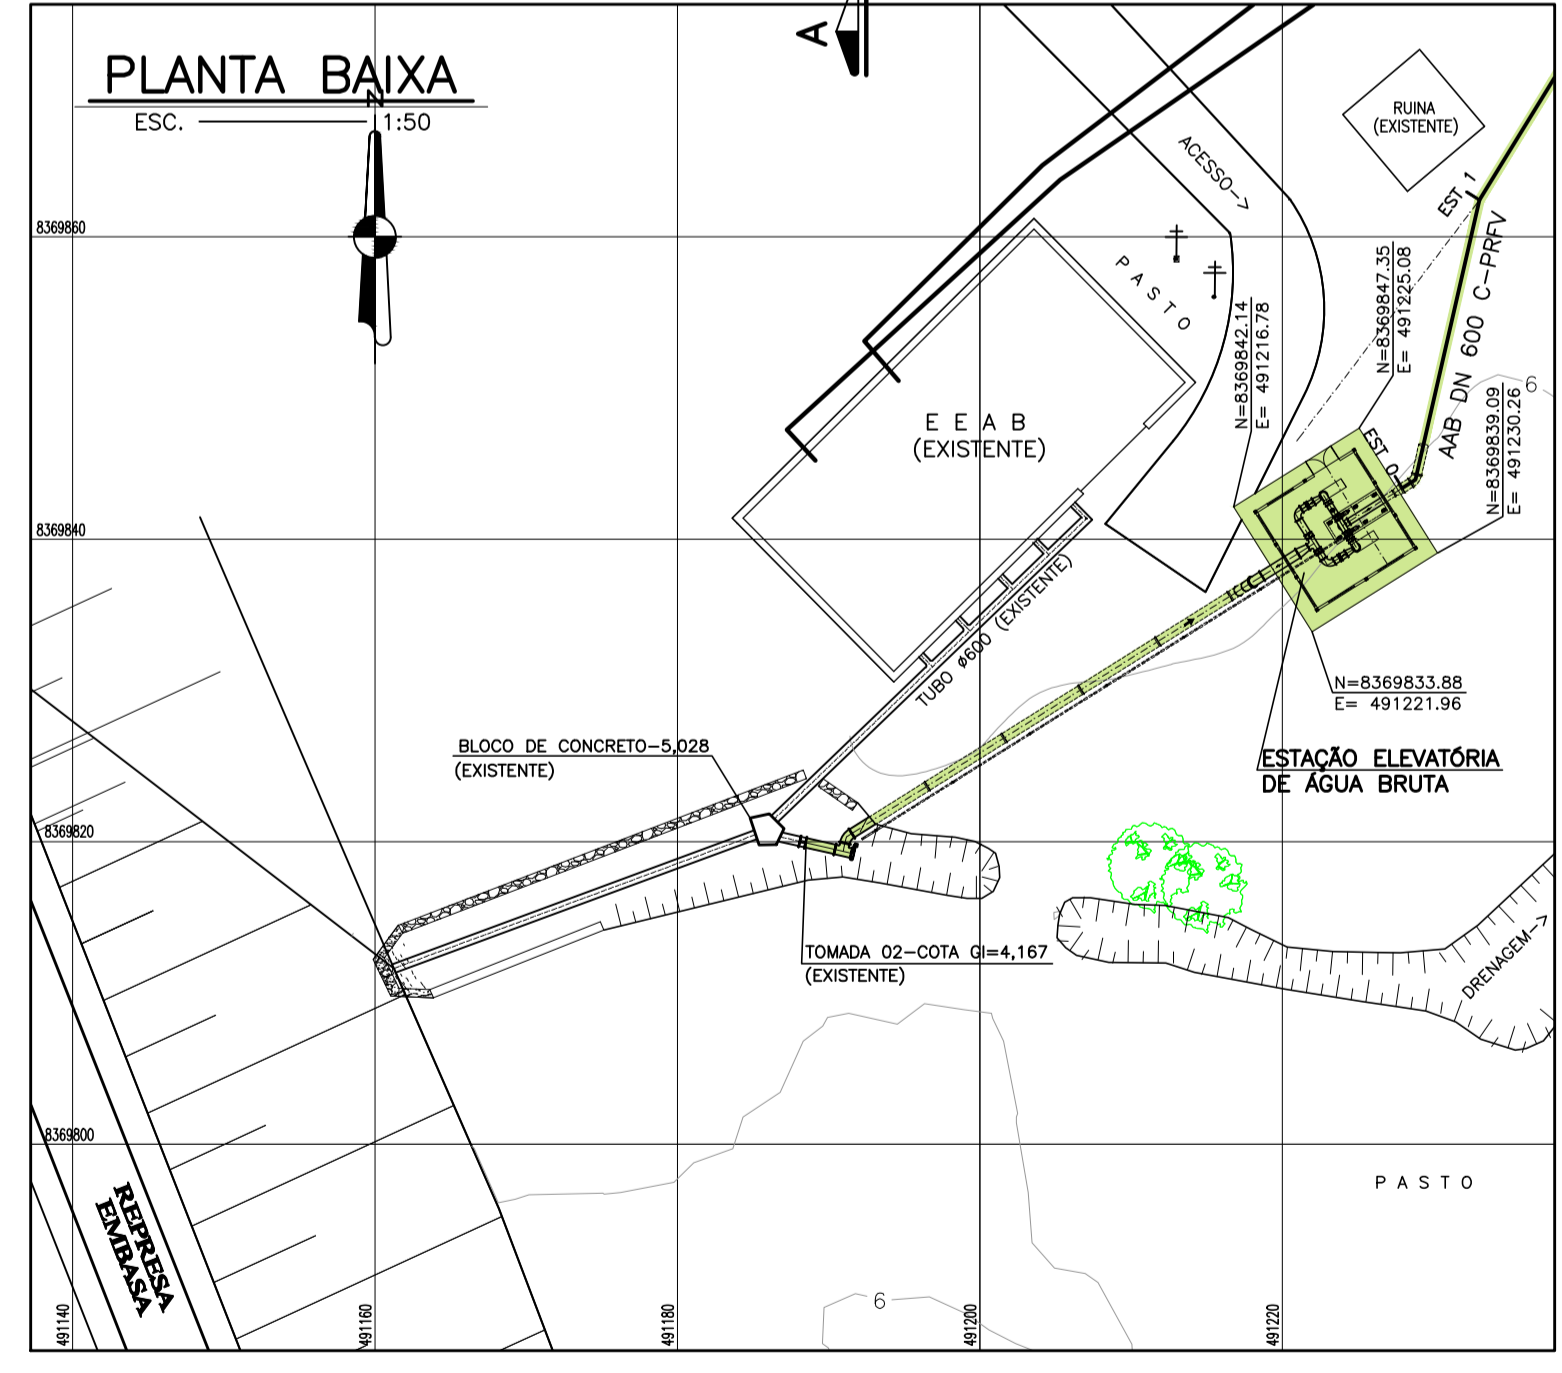 A
PLANTA BAIXA
N
ESC. 1:50
RUINA
(EXISTENTE)
ACESSO->
EST 1
8369860
P A S T O
N=8369842.14
E= 491216.78
N=8369847.35
E= 491225.08
AAB DN 600 C-PRFV
6
N=8369839.09
E= 491230.26
E E A B
(EXISTENTE)
EST 0
8369840
TUBO ø600 (EXISTENTE)
N=8369833.88
E= 491221.96
BLOCO DE CONCRETO-5,028
(EXISTENTE)
ESTAÇÃO ELEVATÓRIA
DE ÁGUA BRUTA
8369820
TOMADA 02-COTA GI=4,167
(EXISTENTE)
DRENAGEM->
8369800
REPRESA
EMBASA
P A S T O
6
491140
491160
491180
491200
491220